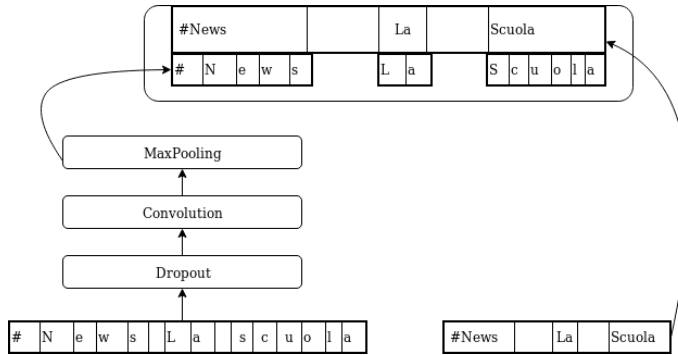 #News La Scuola
# N e w s L a S c u o l a
MaxPooling
Convolution
Dropout
# N e w s L a s c u o l a #News La Scuola